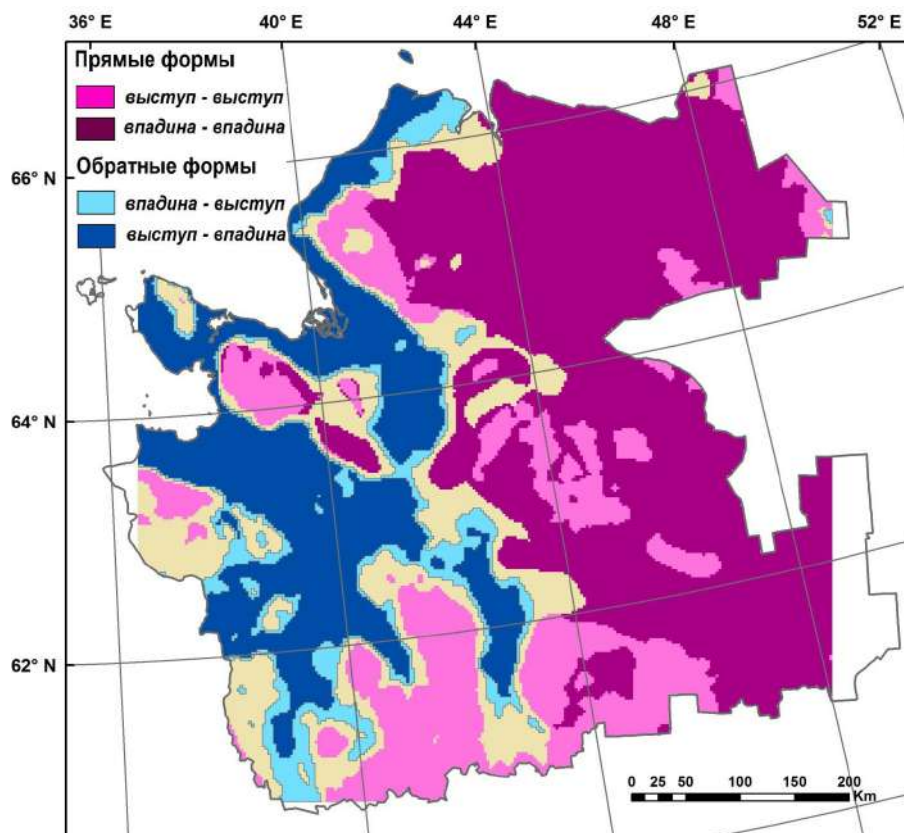 36° E 40° E 44° E 48° E 52° E
Прямые формы
выступ - выступ
впадина - впадина
Обратные формы
впадина - выступ
выступ - впадина
66° N
64° N
62° N
0 25 50 100 150 200
Km